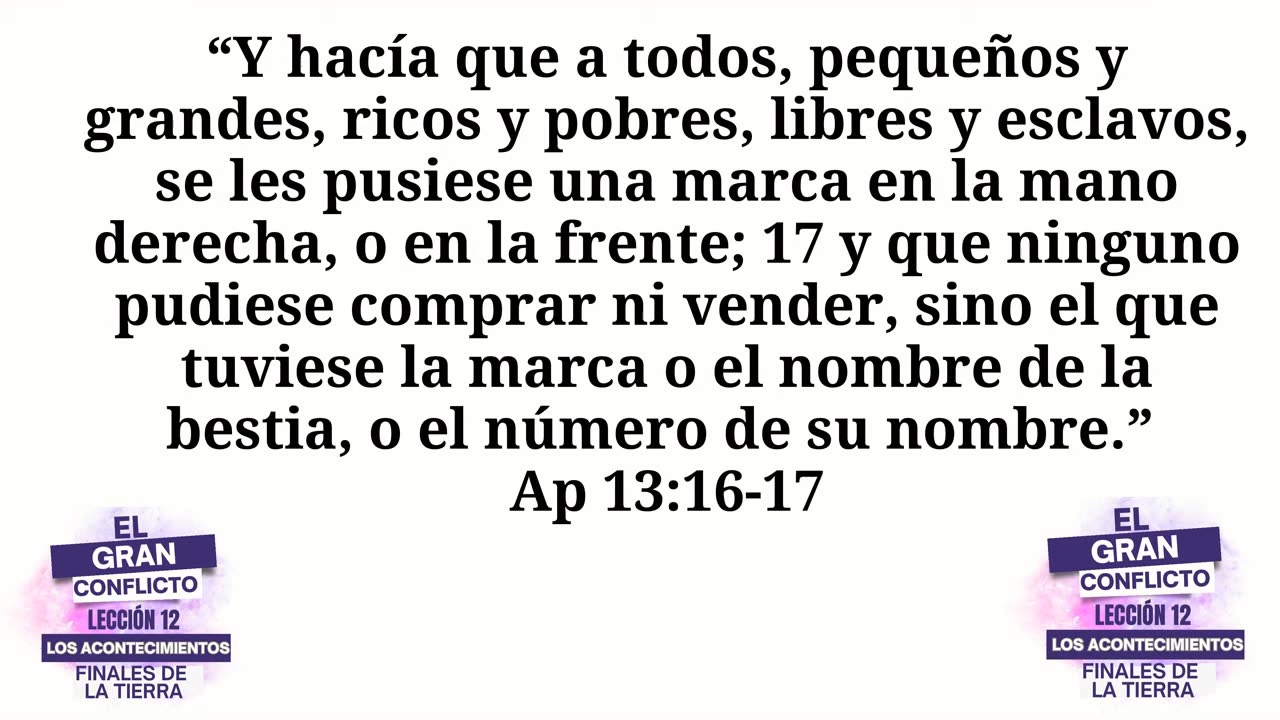 “Y hacía que a todos, pequeños y
grandes, ricos y pobres, libres y esclavos,
se les pusiese una marca en la mano
derecha, o en la frente; 17 y que ninguno
pudiese comprar ni vender, sino el que
tuviese la marca o el nombre de la
bestia, o el número de su nombre.”
Ap 13:16-17
EL
GRAN
CONFLICTO
LECCIÓN 12
LOS ACONTECIMIENTOS
FINALES DE
LA TIERRA
EL
GRAN
CONFLICTO
LECCIÓN 12
LOS ACONTECIMIENTOS
FINALES DE
LA TIERRA